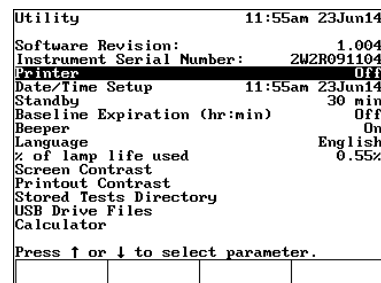 Utility 11:55am 23Jun14
Software Revision: 1.004
Instrument Serial Number: 2W2R091104
Printer Off
Date/Time Setup 11:55am 23Jun14
Standby 30 min
Baseline Expiration (hr:min) Off
Beeper On
Language English
% of lamp life used 0.55%
Screen Contrast
Printout Contrast
Stored Tests Directory
USB Drive Files
Calculator
Press ↑ or ↓ to select parameter.